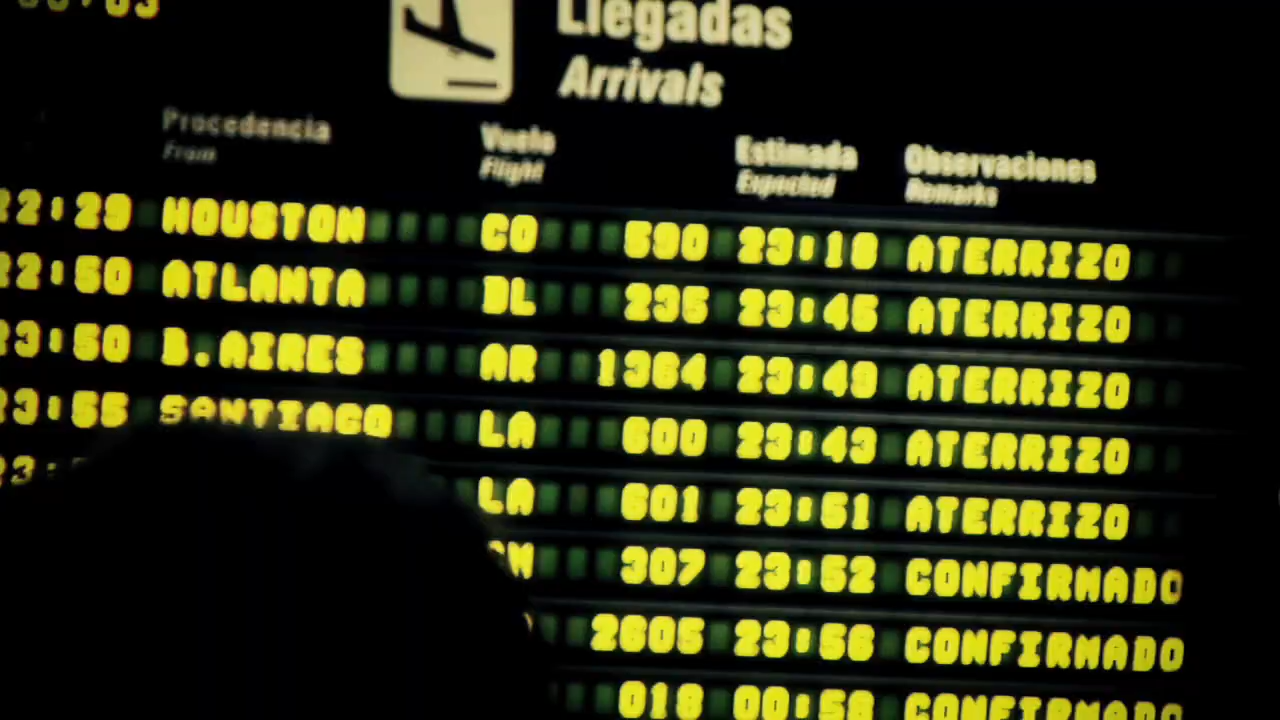 Llegadas
Arrivals
Procedencia Vuelo Estimada Observaciones
From Flight Expected Remarks
22:29 HOUSTON CO 590 23:18 ATERRIZO
22:50 ATLANTA DL 235 23:45 ATERRIZO
23:50 B.AIRES AR 1364 23:49 ATERRIZO
23:55 SANTIAGO LA 600 23:43 ATERRIZO
LA 601 23:51 ATERRIZO
307 23:52 CONFIRMADO
2605 23:56 CONFIRMADO
018 00:58 CONFIRMADO